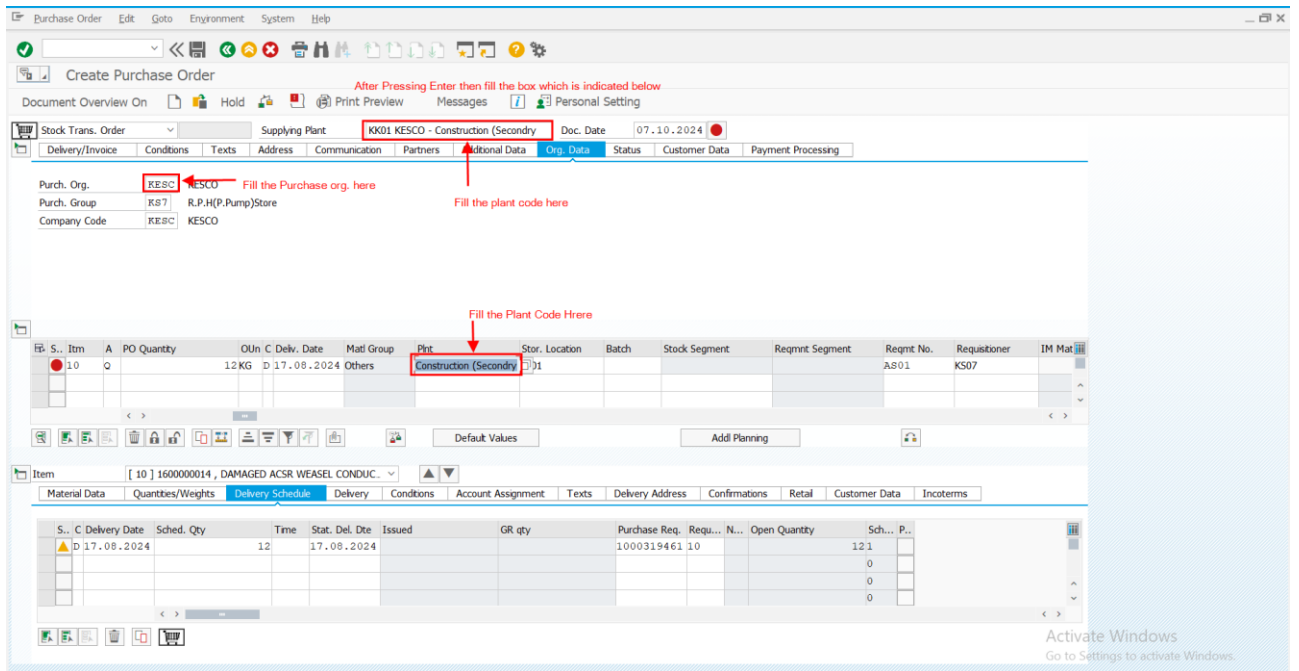 Purchase Order Edit Goto Environment System Help
Create Purchase Order
After Pressing Enter then fill the box which is indicated below
Document Overview On Hold Print Preview Messages Personal Setting
Stock Trans. Order Supplying Plant KK01 KESCO - Construction (Secondry Doc. Date 07.10.2024
Delivery/Invoice Conditions Texts Address Communication Partners Additional Data Org. Data Status Customer Data Payment Processing
Purch. Org. KESC KESCO Fill the Purchase org. here
Purch. Group KS7 R.P.H(P.Pump)Store Fill the plant code here
Company Code KESC KESCO
Fill the Plant Code Hrere
S.. Itm A PO Quantity OUn C Deliv. Date Matl Group Plnt Stor. Location Batch Stock Segment Reqmnt Segment Reqmt No. Requisitioner IM Mat
10 Q 12 KG D 17.08.2024 Others Construction (Secondry 01 AS01 KS07
Default Values Addl Planning
Item [ 10 ] 1600000014 , DAMAGED ACSR WEASEL CONDUC..
Material Data Quantities/Weights Delivery Schedule Delivery Conditions Account Assignment Texts Delivery Address Confirmations Retail Customer Data Incoterms
S.. C Delivery Date Sched. Qty Time Stat. Del. Dte Issued GR qty Purchase Req. Requ... N... Open Quantity Sch... P..
D 17.08.2024 12 17.08.2024 1000319461 10 12 1
0
0
0
Activate Windows
Go to Settings to activate Windows.